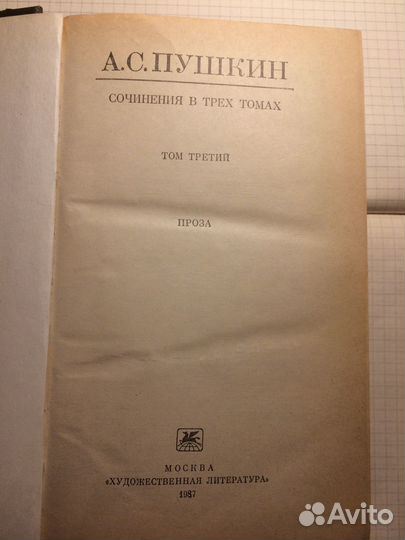 А.С.ПУШКИН
СОЧИНЕНИЯ В ТРЕХ ТОМАХ
ТОМ ТРЕТИЙ
ПРОЗА
МОСКВА
«ХУДОЖЕСТВЕННАЯ ЛИТЕРАТУРА»
1987
Avito